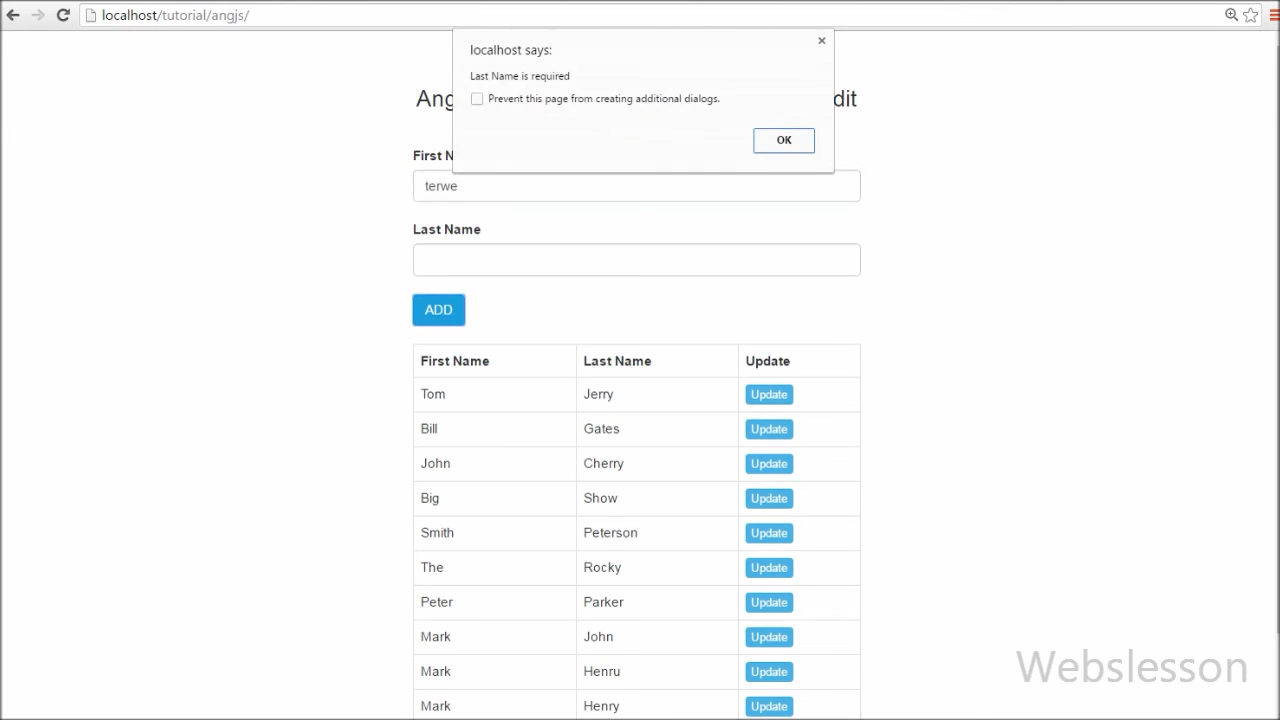 localhost/tutorial/angjs/
localhost says:
Last Name is required
Prevent this page from creating additional dialogs.
OK
terwe
Last Name
ADD
First Name Last Name Update
Tom Jerry Update
Bill Gates Update
John Cherry Update
Big Show Update
Smith Peterson Update
The Rocky Update
Peter Parker Update
Mark John Update
Mark Henru Update
Mark Henry Update
Webslesson